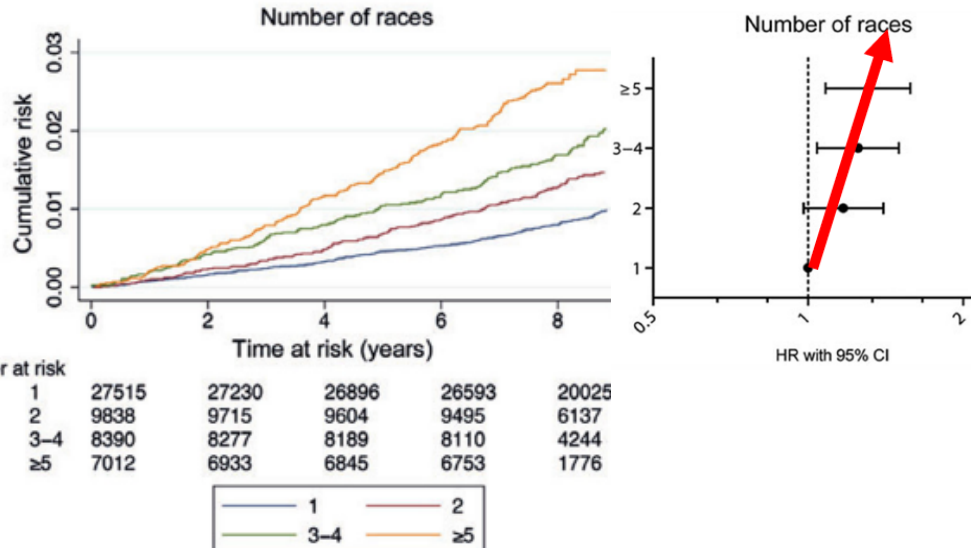 Number of races
0.03
0.02
0.01
0.00
Cumulative risk
0 2 4 6 8
Time at risk (years)
r at risk
1 27515 27230 26896 26593 20025
2 9838 9715 9604 9495 6137
3–4 8390 8277 8189 8110 4244
≥5 7012 6933 6845 6753 1776
1 2
3–4 ≥5
Number of races
≥5
3–4
2
1
0.5 1 2
HR with 95% CI